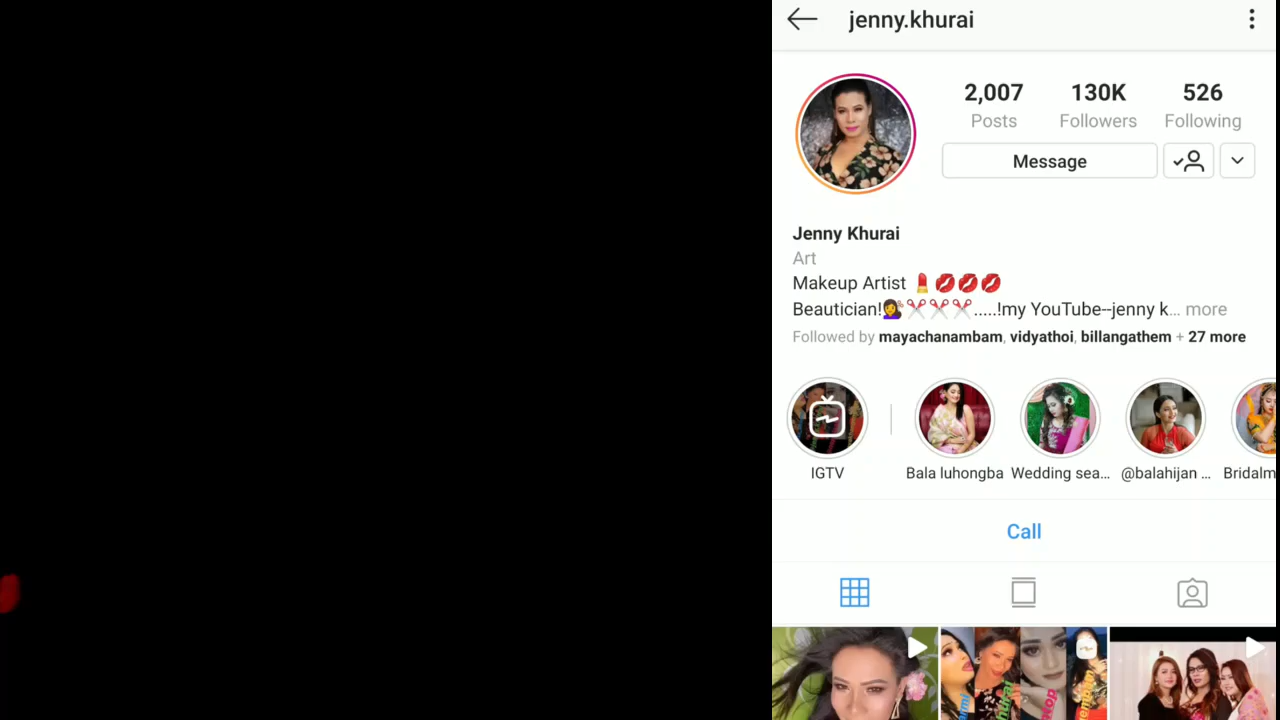 jenny.khurai
2,007 130K 526
Posts Followers Following
Message
Jenny Khurai
Art
Makeup Artist 💄💋💋💋
Beautician!💇‍♀️✂️✂️✂️.....!my YouTube--jenny k... more
Followed by mayachanambam, vidyathoi, billangathem + 27 more
IGTV Bala luhongba Wedding sea... @balahijan ... Bridalm
Call